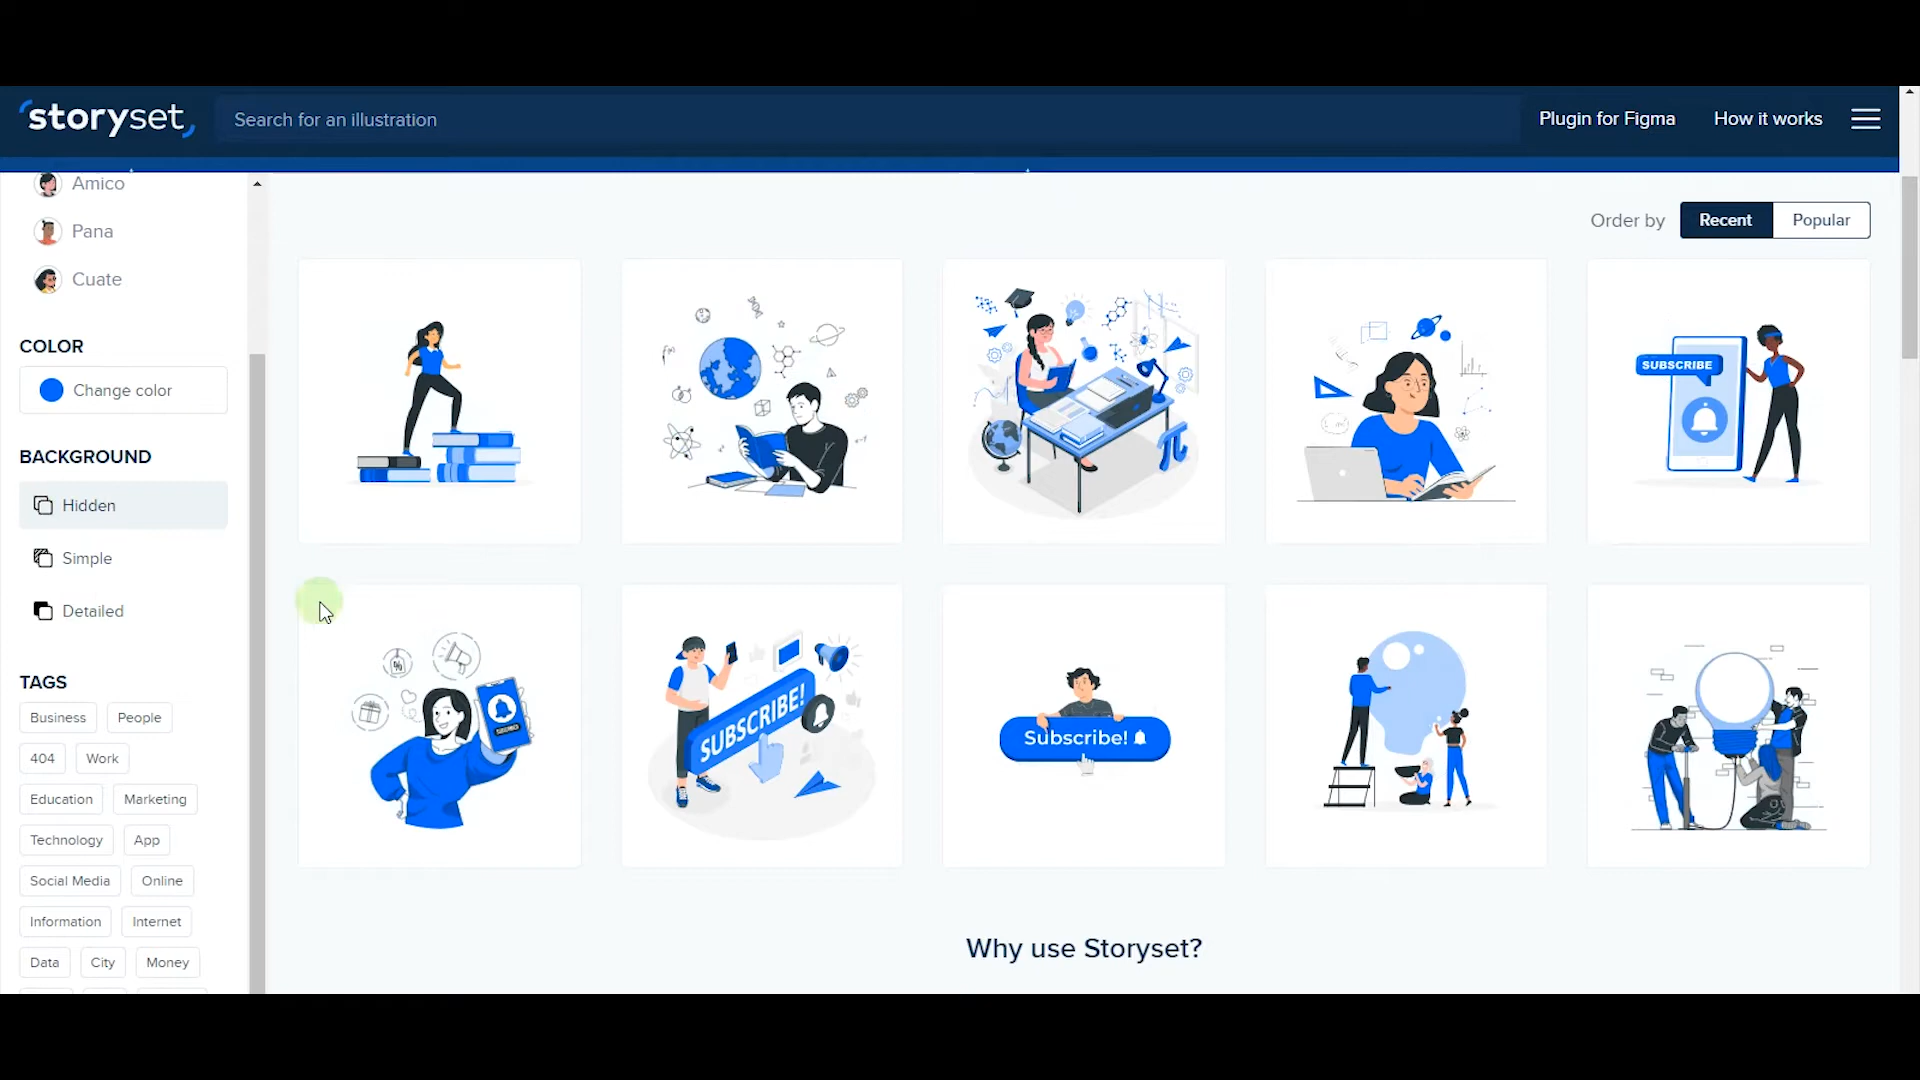 storyset
Search for an illustration
Plugin for Figma
How it works
Amico
Pana
Cuate
COLOR
Change color
BACKGROUND
Hidden
Simple
Detailed
TAGS
Business
People
404
Work
Education
Marketing
Technology
App
Social Media
Online
Information
Internet
Data
City
Money
Order by
Recent
Popular
SUBSCRIBE
SUBSCRIBE!
Subscribe!
Why use Storyset?